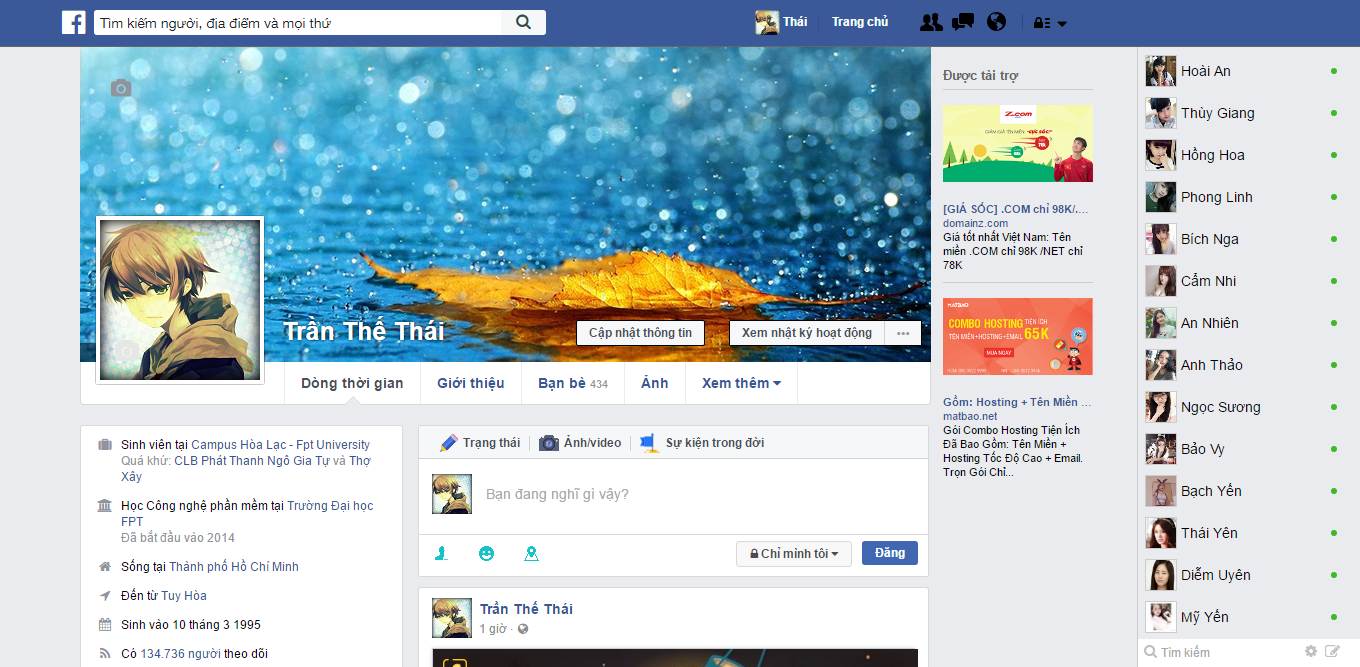 f
Tìm kiếm người, địa điểm và mọi thứ
Thái
Trang chủ
Trần Thế Thái
Cập nhật thông tin
Xem nhật ký hoạt động
Dòng thời gian
Giới thiệu
Bạn bè 434
Ảnh
Xem thêm
Sinh viên tại Campus Hòa Lạc - Fpt University
Quá khứ: CLB Phát Thanh Ngô Gia Tự và Thợ
Xây
Học Công nghệ phần mềm tại Trường Đại học
FPT
Đã bắt đầu vào 2014
Sống tại Thành phố Hồ Chí Minh
Đến từ Tuy Hòa
Sinh vào 10 tháng 3 1995
Có 134.736 người theo dõi
Trạng thái
Ảnh/video
Sự kiện trong đời
Bạn đang nghĩ gì vậy?
Chỉ mình tôi
Đăng
Trần Thế Thái
1 giờ ·
Được tài trợ
Z.com
GIẢM GIÁ TÊN MIỀN "CỰC SỐC!"
[GIÁ SỐC] .COM chỉ 98K/....
domainz.com
Giá tốt nhất Việt Nam: Tên
miền .COM chỉ 98K /NET chỉ
78K
MATBAO
COMBO HOSTING TIỆN ÍCH
TÊN MIỀN+HOSTING+EMAIL 65K
MUA NGAY
Gồm: Hosting + Tên Miền ...
matbao.net
Gói Combo Hosting Tiện Ích
Đã Bao Gồm: Tên Miền +
Hosting Tốc Độ Cao + Email.
Trọn Gói Chỉ...
Hoài An
Thùy Giang
Hồng Hoa
Phong Linh
Bích Nga
Cẩm Nhi
An Nhiên
Anh Thảo
Ngọc Sương
Bảo Vy
Bạch Yến
Thái Yên
Diễm Uyên
Mỹ Yến
Tìm kiếm